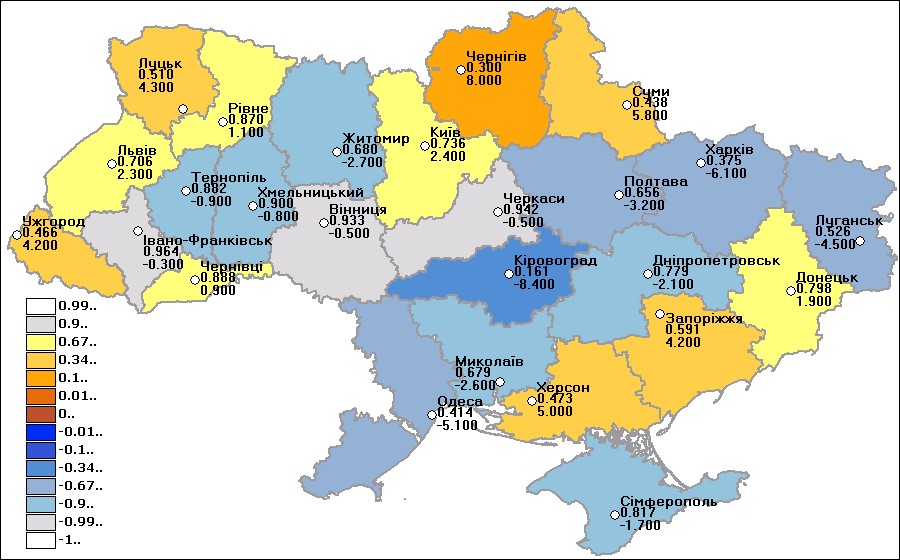 Чернігів
0.300
8.000
Луцьк
0.510
4.300
Суми
0.438
5.800
Рівне
0.870
1.100
Житомир
0.680
-2.700
Київ
0.736
2.400
Харків
0.375
-6.100
Львів
0.706
2.300
Тернопіль
0.882
-0.900
Хмельницький
0.900
-0.800
Полтава
0.656
-3.200
Вінниця
0.933
-0.500
Черкаси
0.942
-0.500
Ужгород
0.466
4.200
Луганськ
0.526
-4.500
Івано-Франківськ
0.964
-0.300
Чернівці
0.888
0.900
Кіровоград
0.161
-8.400
Дніпропетровськ
0.779
-2.100
Донецьк
0.798
1.900
Запоріжжя
0.591
4.200
Миколаїв
0.679
-2.600
Херсон
0.473
5.000
Одеса
0.414
-5.100
Сімферополь
0.817
-1.700
0.99..
0.9..
0.67..
0.34..
0.1..
0.01..
0..
-0.01..
-0.1..
-0.34..
-0.67..
-0.9..
-0.99..
-1..